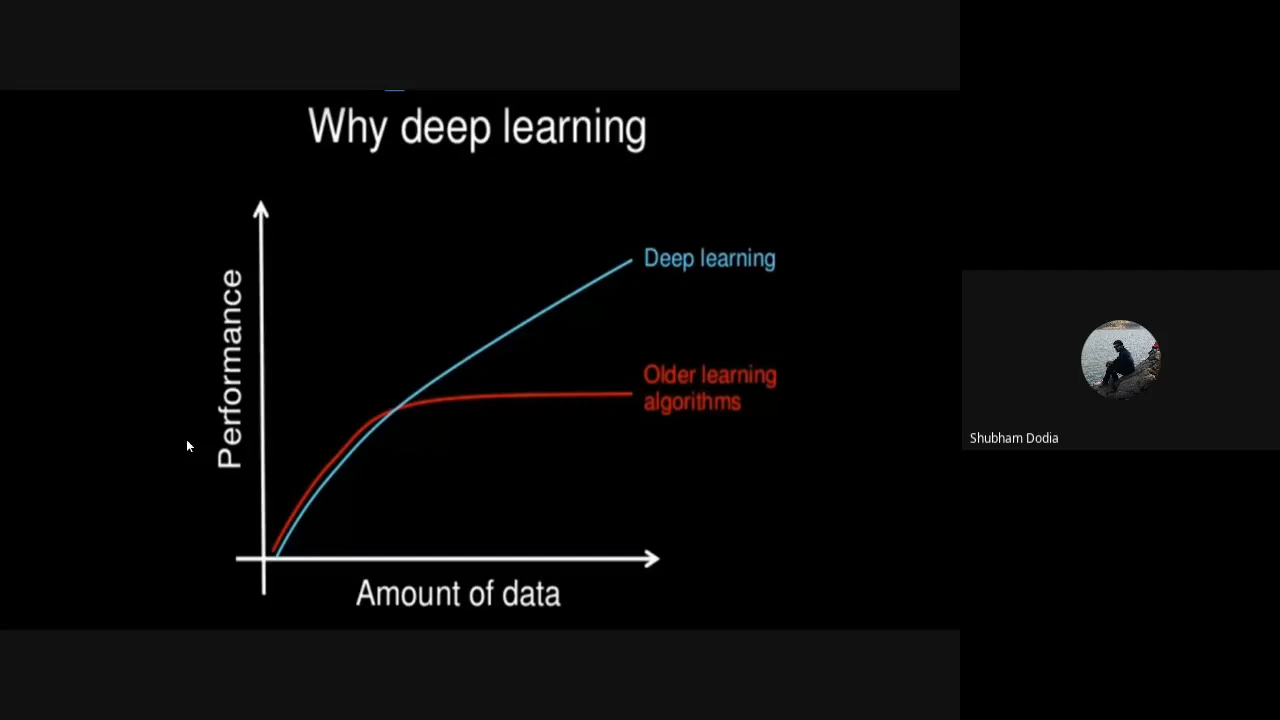 Why deep learning
Performance
Deep learning
Older learning
algorithms
Amount of data
Shubham Dodia